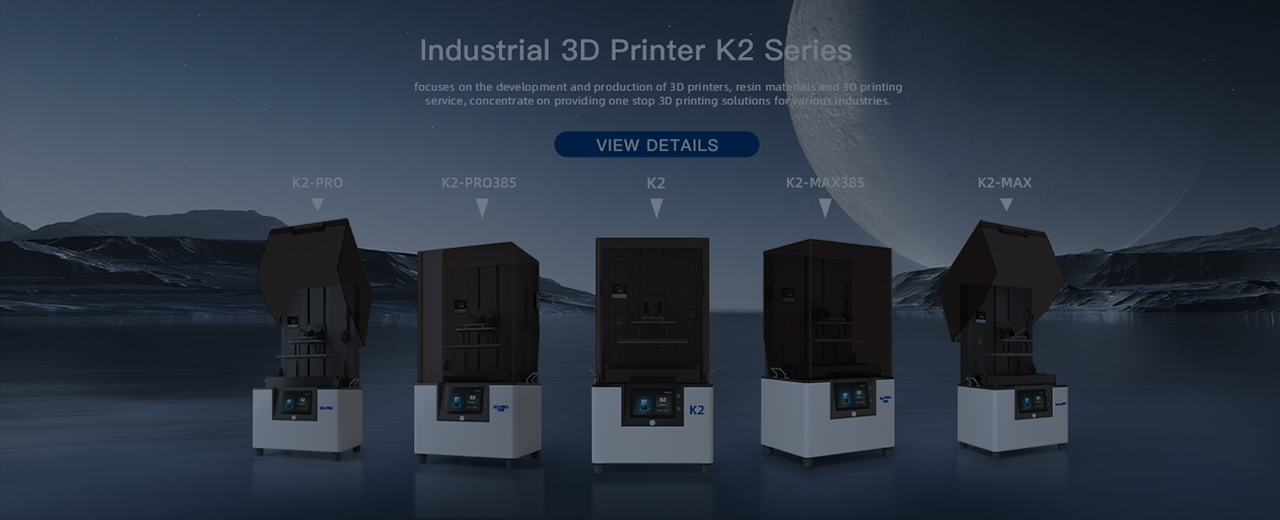 Industrial 3D Printer K2 Series
focuses on the development and production of 3D printers, resin materials and 3D printing
service, concentrate on providing one stop 3D printing solutions for various industries.
VIEW DETAILS
K2-PRO
K2-PRO385
K2
K2-MAX385
K2-MAX
K2